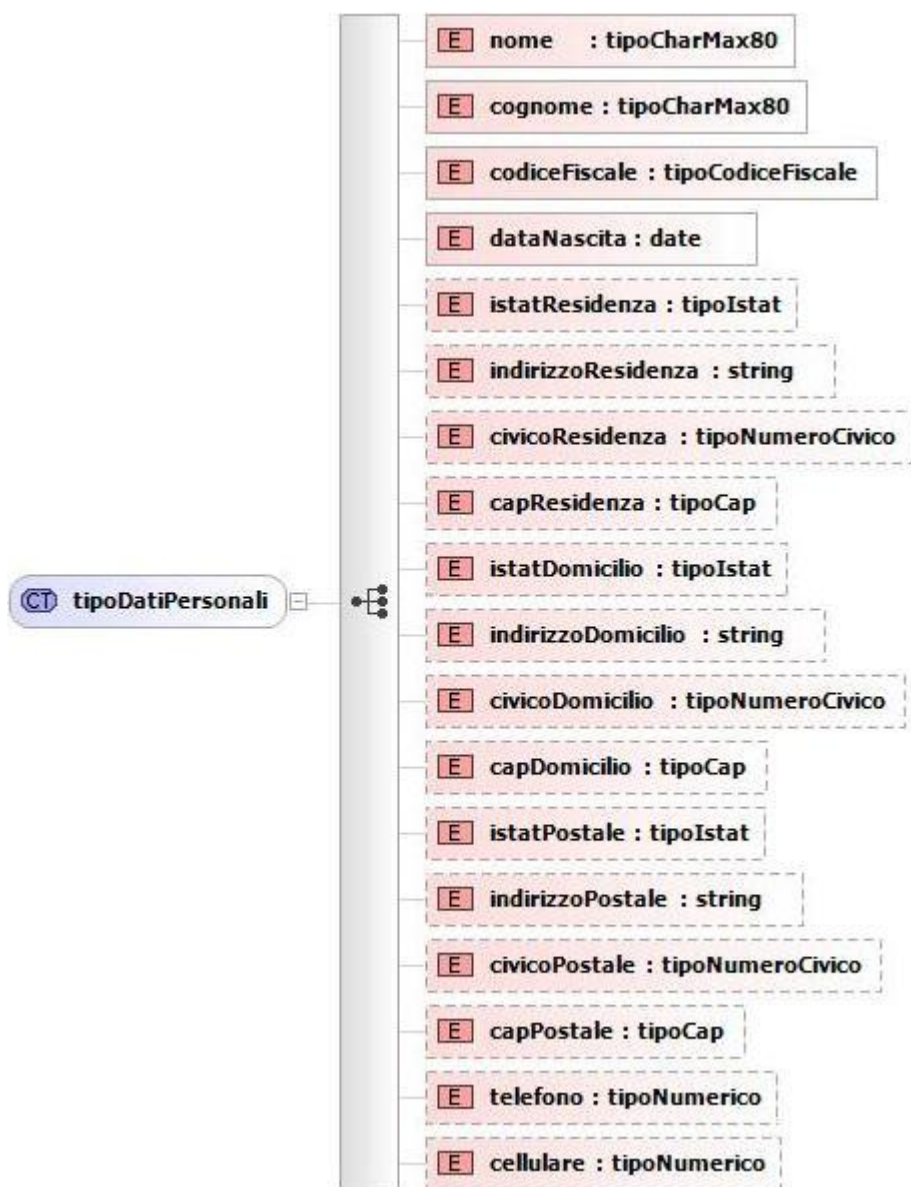 E nome : tipoCharMax80
E cognome : tipoCharMax80
E codiceFiscale : tipoCodiceFiscale
E dataNascita : date
E istatResidenza : tipoIstat
E indirizzoResidenza : string
E civicoResidenza : tipoNumeroCivico
E capResidenza : tipoCap
E istatDomicilio : tipoIstat
CT tipoDatiPersonali
E indirizzoDomicilio : string
E civicoDomicilio : tipoNumeroCivico
E capDomicilio : tipoCap
E istatPostale : tipoIstat
E indirizzoPostale : string
E civicoPostale : tipoNumeroCivico
E capPostale : tipoCap
E telefono : tipoNumerico
E cellulare : tipoNumerico